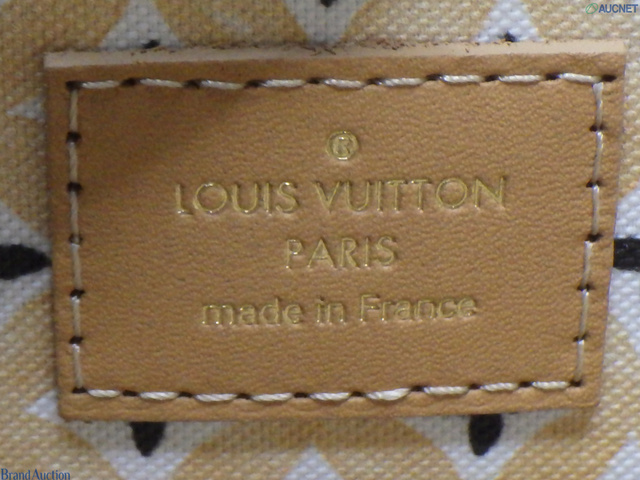 AUCNET
®
LOUIS VUITTON
PARIS
made in France
Brand Auction